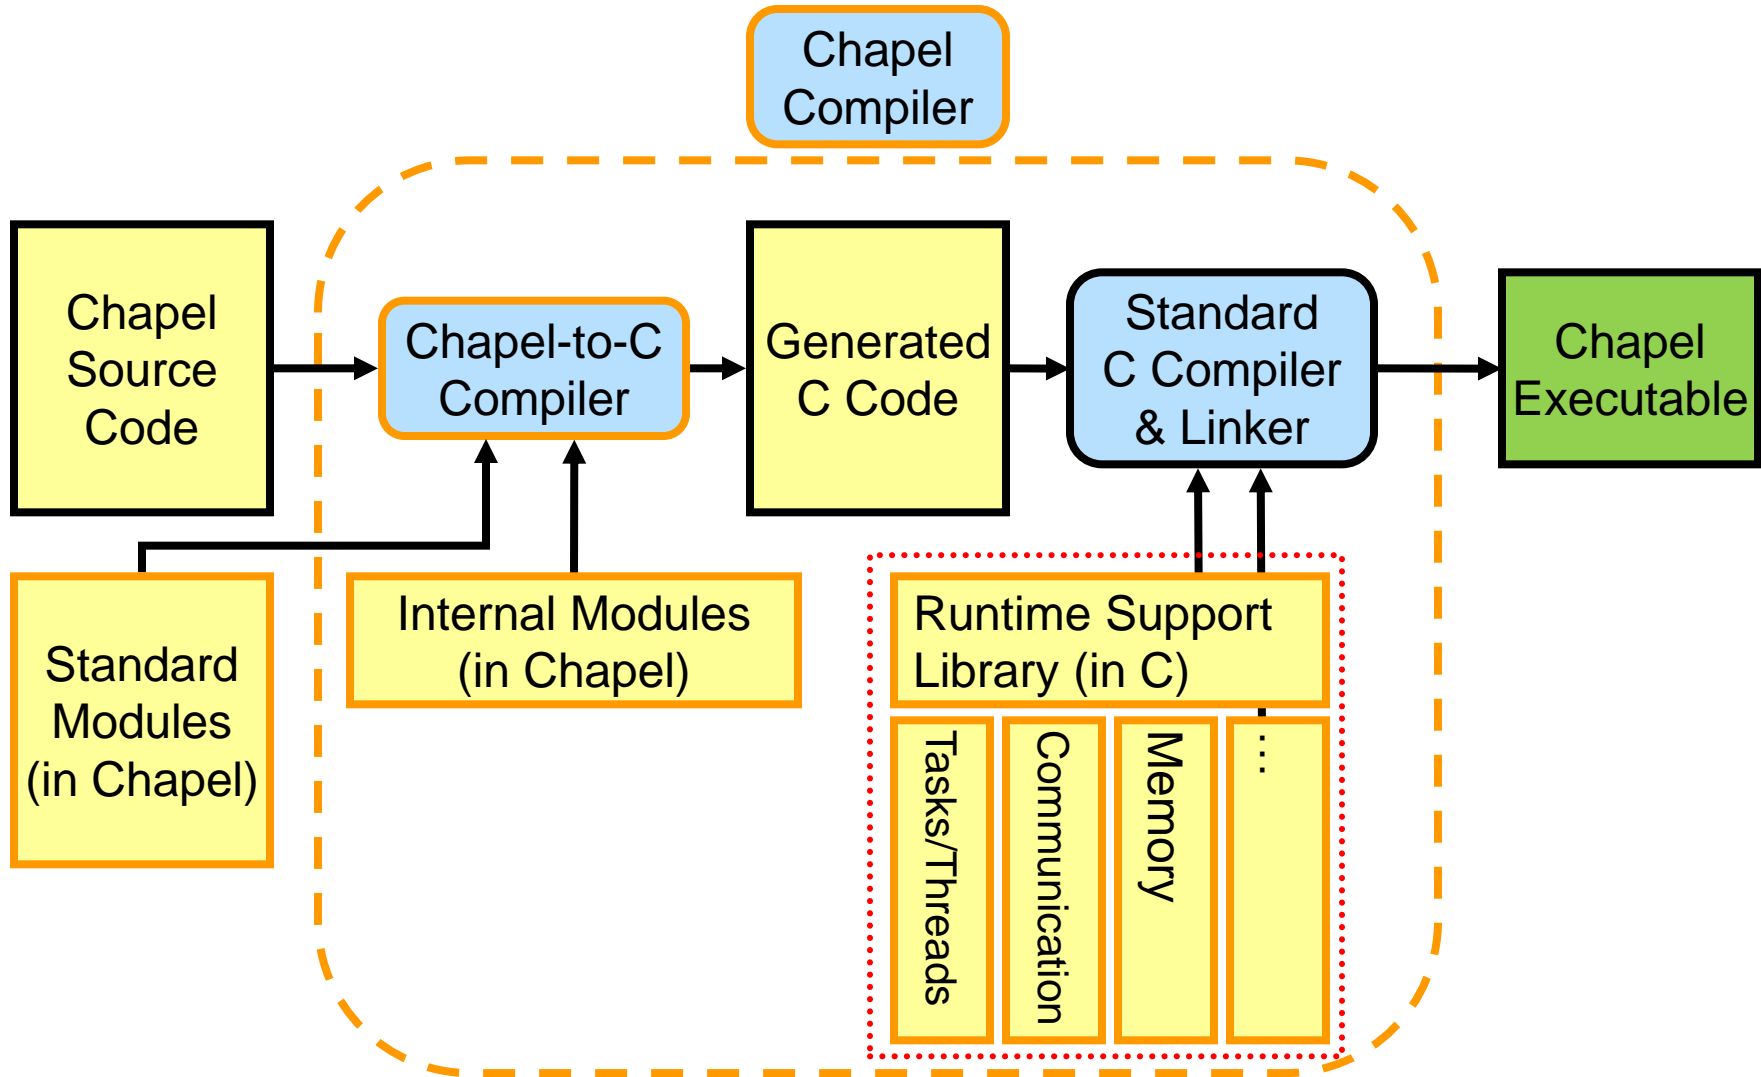 Chapel
Compiler
Chapel
Source
Code
Chapel-to-C
Compiler
Generated
C Code
Standard
C Compiler
& Linker
Chapel
Executable
Standard
Modules
(in Chapel)
Internal Modules
(in Chapel)
Runtime Support
Library (in C)
Tasks/Threads
Communication
Memory
...